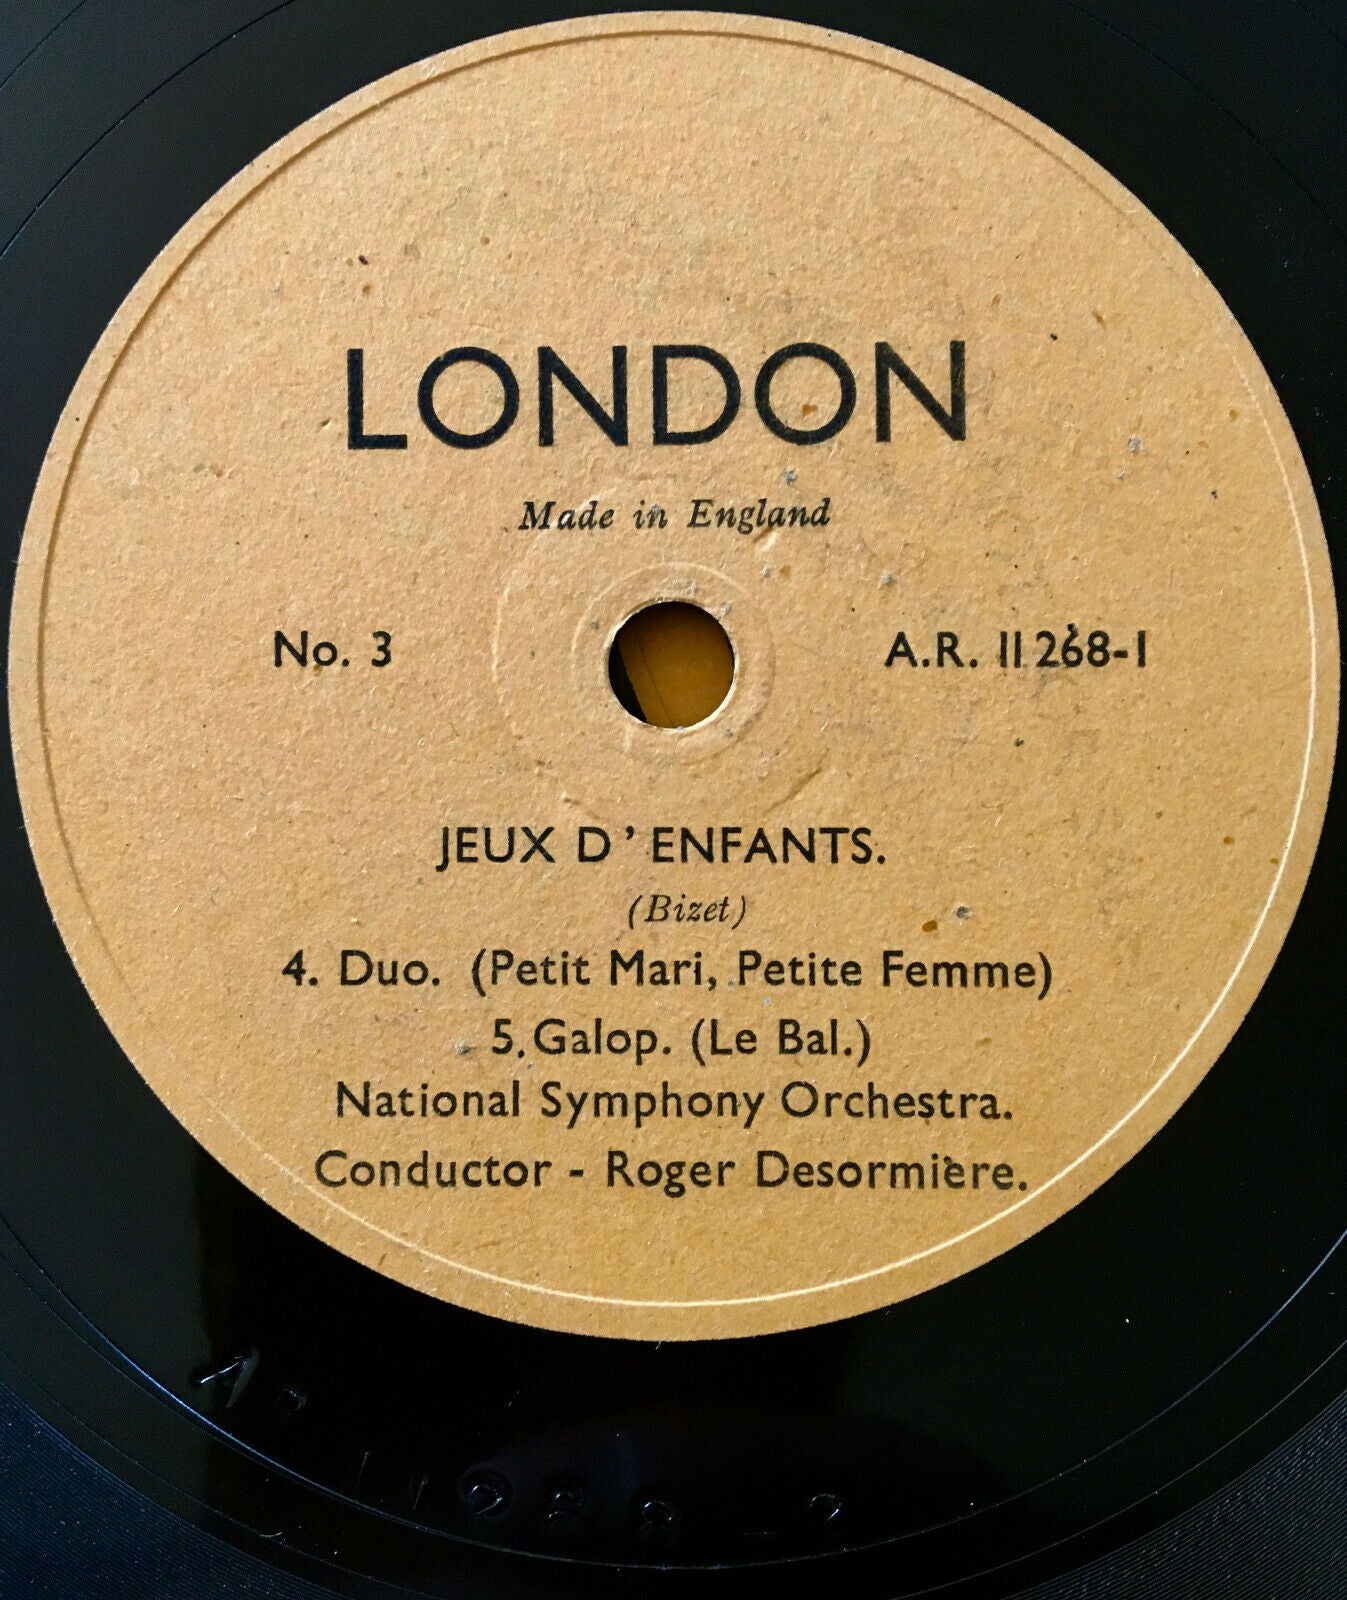 LONDON
Made in England
No. 3 A.R. 11268-1
JEUX D'ENFANTS.
(Bizet)
4. Duo. (Petit Mari, Petite Femme)
5. Galop. (Le Bal.)
National Symphony Orchestra.
Conductor - Roger Desormière.